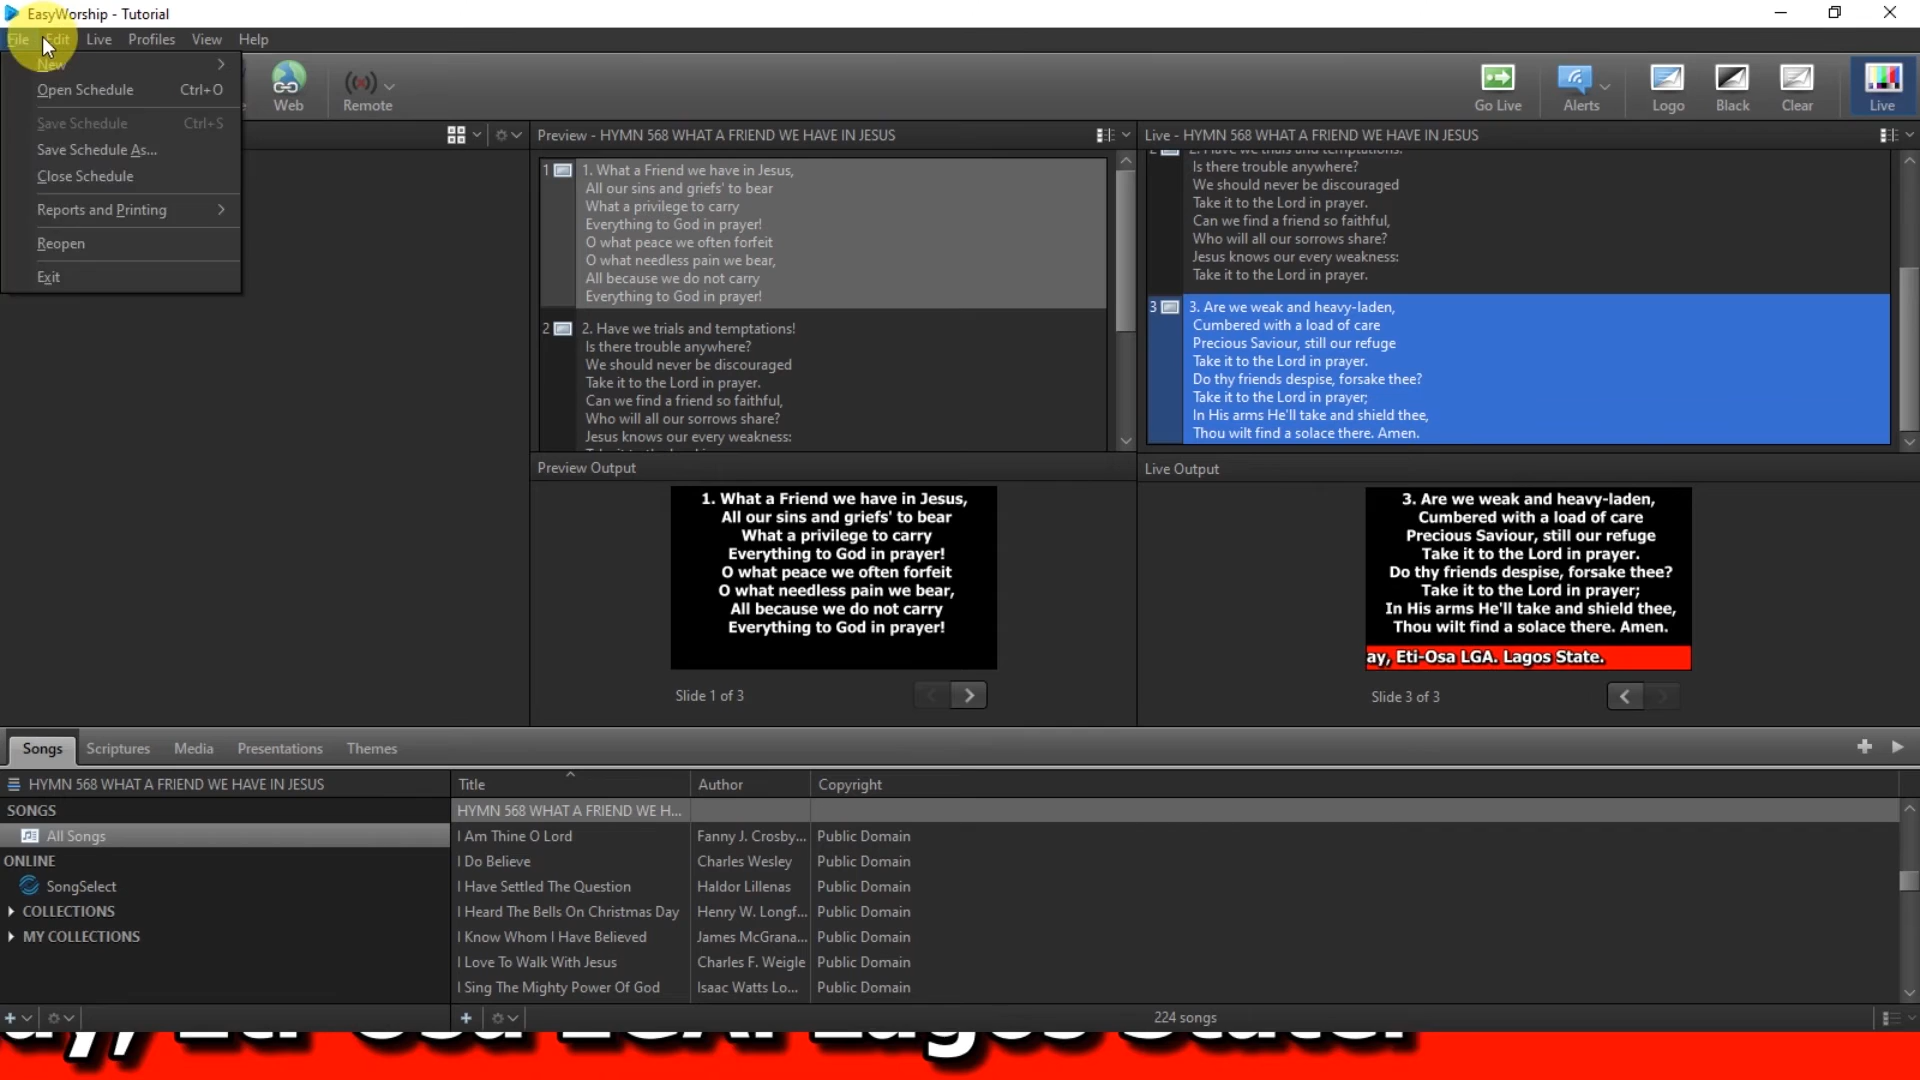 EasyWorship - Tutorial
File Edit Live Profiles View Help
New
Open Schedule Ctrl+O
Save Schedule Ctrl+S
Save Schedule As...
Close Schedule
Reports and Printing
Reopen
Exit
Web
Remote
Go Live
Alerts
Logo
Black
Clear
Live
Preview - HYMN 568 WHAT A FRIEND WE HAVE IN JESUS
1
1. What a Friend we have in Jesus,
All our sins and griefs' to bear
What a privilege to carry
Everything to God in prayer!
O what peace we often forfeit
O what needless pain we bear,
All because we do not carry
Everything to God in prayer!
2
2. Have we trials and temptations!
Is there trouble anywhere?
We should never be discouraged
Take it to the Lord in prayer.
Can we find a friend so faithful,
Who will all our sorrows share?
Jesus knows our every weakness:
Live - HYMN 568 WHAT A FRIEND WE HAVE IN JESUS
2
2. Have we trials and temptations!
Is there trouble anywhere?
We should never be discouraged
Take it to the Lord in prayer.
Can we find a friend so faithful,
Who will all our sorrows share?
Jesus knows our every weakness:
Take it to the Lord in prayer.
3
3. Are we weak and heavy-laden,
Cumbered with a load of care
Precious Saviour, still our refuge
Take it to the Lord in prayer.
Do thy friends despise, forsake thee?
Take it to the Lord in prayer;
In His arms He'll take and shield thee,
Thou wilt find a solace there. Amen.
Preview Output
1. What a Friend we have in Jesus,
All our sins and griefs' to bear
What a privilege to carry
Everything to God in prayer!
O what peace we often forfeit
O what needless pain we bear,
All because we do not carry
Everything to God in prayer!
Slide 1 of 3
Live Output
3. Are we weak and heavy-laden,
Cumbered with a load of care
Precious Saviour, still our refuge
Take it to the Lord in prayer.
Do thy friends despise, forsake thee?
Take it to the Lord in prayer;
In His arms He'll take and shield thee,
Thou wilt find a solace there. Amen.
ay, Eti-Osa LGA. Lagos State.
Slide 3 of 3
Songs Scriptures Media Presentations Themes
HYMN 568 WHAT A FRIEND WE HAVE IN JESUS
SONGS
All Songs
ONLINE
SongSelect
COLLECTIONS
MY COLLECTIONS
Title Author Copyright
HYMN 568 WHAT A FRIEND WE H...
I Am Thine O Lord Fanny J. Crosby... Public Domain
I Do Believe Charles Wesley Public Domain
I Have Settled The Question Haldor Lillenas Public Domain
I Heard The Bells On Christmas Day Henry W. Longf... Public Domain
I Know Whom I Have Believed James McGrana... Public Domain
I Love To Walk With Jesus Charles F. Weigle Public Domain
I Sing The Mighty Power Of God Isaac Watts Lo... Public Domain
224 songs
ay, Eti-Osa LGA. Lagos State.